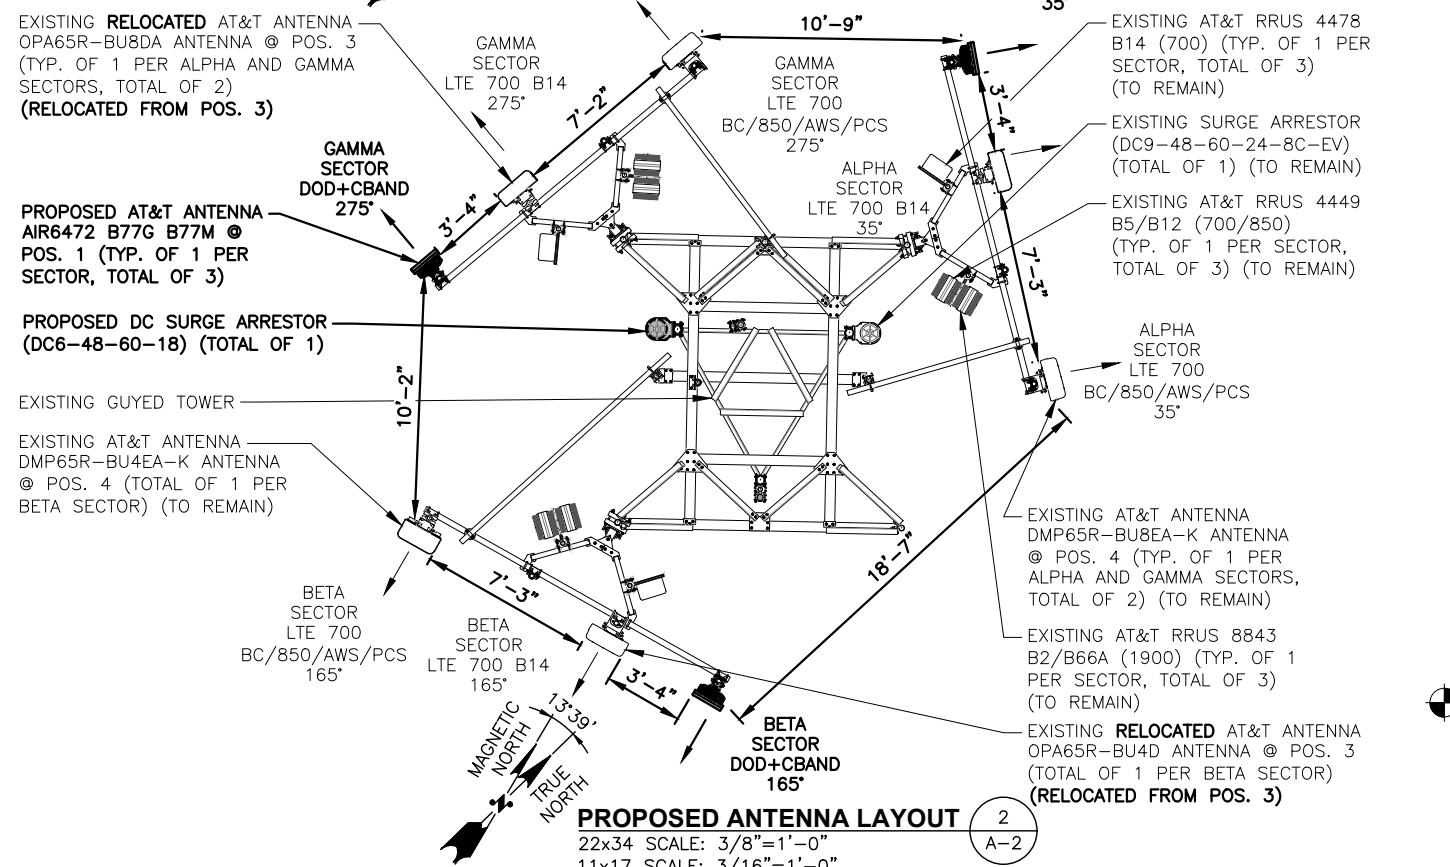 EXISTING RELOCATED AT&T ANTENNA
OPA65R-BU8DA ANTENNA @ POS. 3
(TYP. OF 1 PER ALPHA AND GAMMA
SECTORS, TOTAL OF 2)
(RELOCATED FROM POS. 3)
GAMMA
SECTOR
LTE 700 B14
275°
10'-9"
35°
EXISTING AT&T RRUS 4478
B14 (700) (TYP. OF 1 PER
SECTOR, TOTAL OF 3)
(TO REMAIN)
GAMMA
SECTOR
LTE 700
BC/850/AWS/PCS
275°
7'-2"
3'-4"
EXISTING SURGE ARRESTOR
(DC9-48-60-24-8C-EV)
(TOTAL OF 1) (TO REMAIN)
GAMMA
SECTOR
DOD+CBAND
275°
ALPHA
SECTOR
LTE 700 B14
35°
EXISTING AT&T RRUS 4449
B5/B12 (700/850)
(TYP. OF 1 PER SECTOR,
TOTAL OF 3) (TO REMAIN)
PROPOSED AT&T ANTENNA
AIR6472 B77G B77M @
POS. 1 (TYP. OF 1 PER
SECTOR, TOTAL OF 3)
3'-4"
7'-3"
PROPOSED DC SURGE ARRESTOR
(DC6-48-60-18) (TOTAL OF 1)
ALPHA
SECTOR
LTE 700
BC/850/AWS/PCS
35°
EXISTING GUYED TOWER
10'-2"
EXISTING AT&T ANTENNA
DMP65R-BU4EA-K ANTENNA
@ POS. 4 (TOTAL OF 1 PER
BETA SECTOR) (TO REMAIN)
18'-7"
EXISTING AT&T ANTENNA
DMP65R-BU8EA-K ANTENNA
@ POS. 4 (TYP. OF 1 PER
ALPHA AND GAMMA SECTORS,
TOTAL OF 2) (TO REMAIN)
7'-3"
BETA
SECTOR
LTE 700
BC/850/AWS/PCS
165°
BETA
SECTOR
LTE 700 B14
165°
3'-4"
EXISTING AT&T RRUS 8843
B2/B66A (1900) (TYP. OF 1
PER SECTOR, TOTAL OF 3)
(TO REMAIN)
13°39'
MAGNETIC
NORTH
TRUE
NORTH
BETA
SECTOR
DOD+CBAND
165°
EXISTING RELOCATED AT&T ANTENNA
OPA65R-BU4D ANTENNA @ POS. 3
(TOTAL OF 1 PER BETA SECTOR)
(RELOCATED FROM POS. 3)
PROPOSED ANTENNA LAYOUT
2
A-2
22x34 SCALE: 3/8"=1'-0"
11x17 SCALE: 3/16"=1'-0"